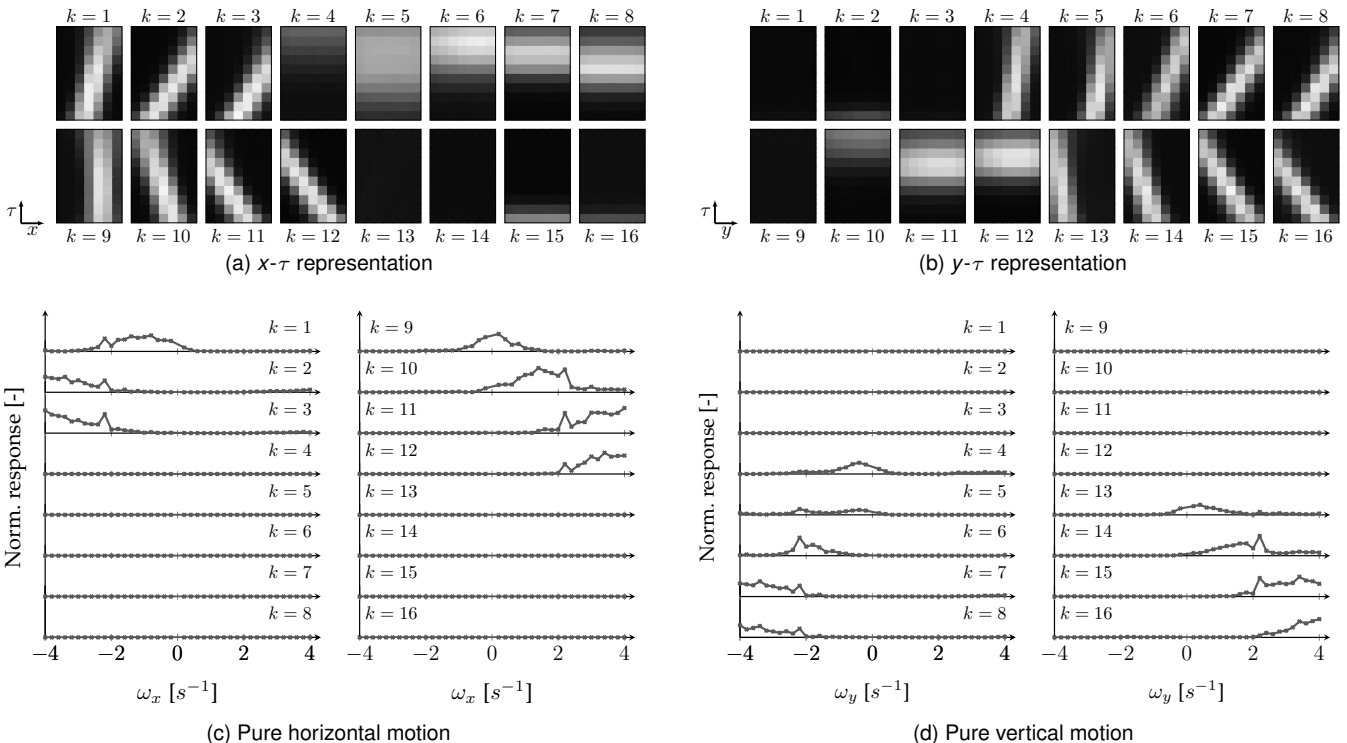 k = 1 k = 2 k = 3 k = 4 k = 5 k = 6 k = 7 k = 8
τ
x
k = 9 k = 10 k = 11 k = 12 k = 13 k = 14 k = 15 k = 16
(a) x-τ representation
k = 1 k = 2 k = 3 k = 4 k = 5 k = 6 k = 7 k = 8
τ
y
k = 9 k = 10 k = 11 k = 12 k = 13 k = 14 k = 15 k = 16
(b) y-τ representation
Norm. response [-]
k = 1
k = 2
k = 3
k = 4
k = 5
k = 6
k = 7
k = 8
−4 −2 0 2 4
ωx [s−1]
k = 9
k = 10
k = 11
k = 12
k = 13
k = 14
k = 15
k = 16
−4 −2 0 2 4
ωx [s−1]
(c) Pure horizontal motion
Norm. response [-]
k = 1
k = 2
k = 3
k = 4
k = 5
k = 6
k = 7
k = 8
−4 −2 0 2 4
ωy [s−1]
k = 9
k = 10
k = 11
k = 12
k = 13
k = 14
k = 15
k = 16
−4 −2 0 2 4
ωy [s−1]
(d) Pure vertical motion